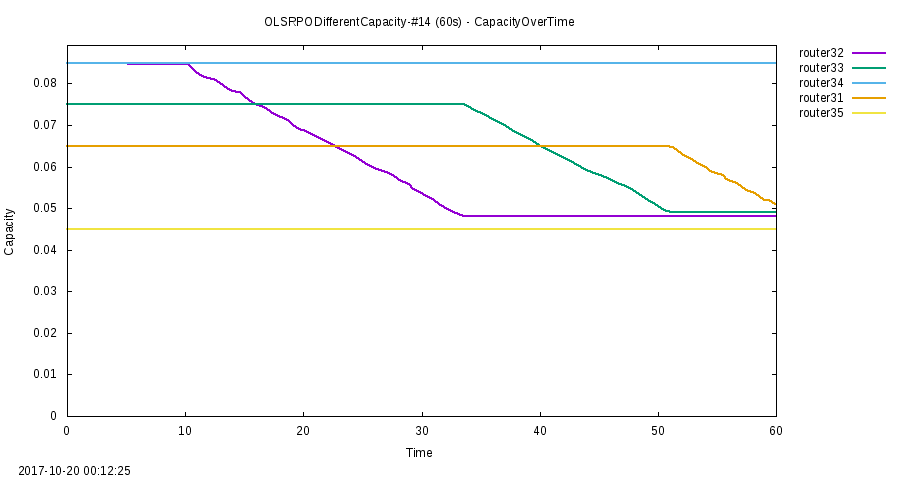 OLSRPODifferentCapacity-#14 (60s) - CapacityOverTime
router32
router33
router34
router31
router35
0.08
0.07
0.06
0.05
0.04
0.03
0.02
0.01
0
Capacity
0 10 20 30 40 50 60
Time
2017-10-20 00:12:25